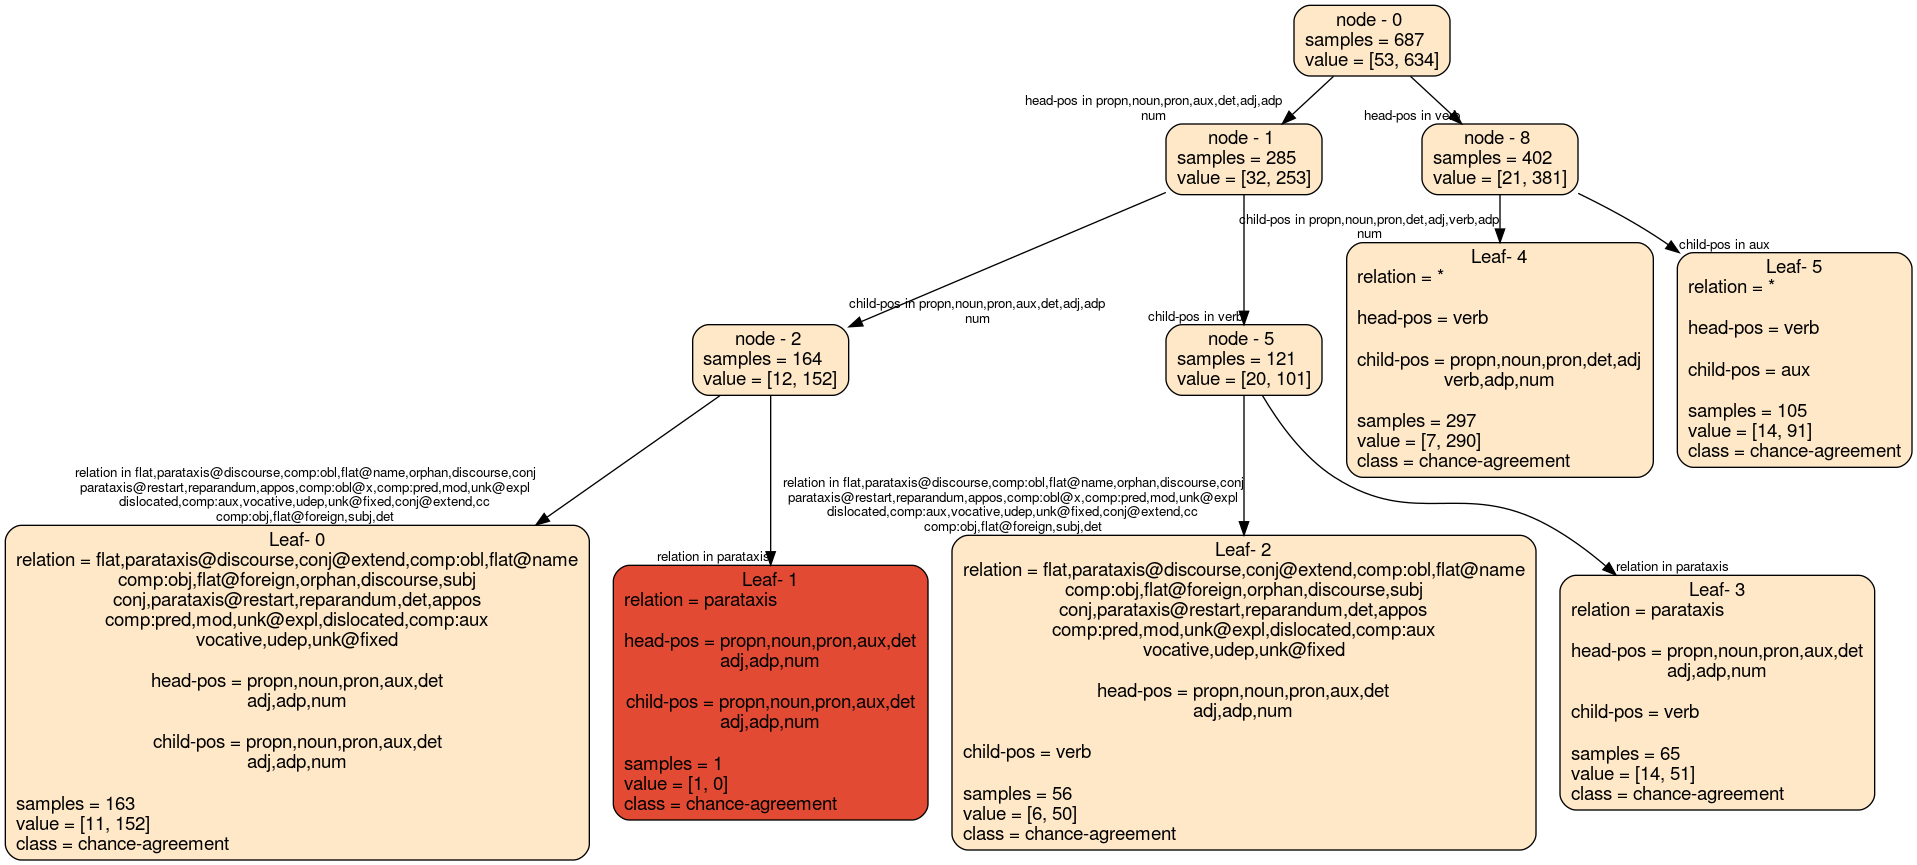 node - 0
samples = 687
value = [53, 634]
head-pos in propn,noun,pron,aux,det,adj,adp
num
head-pos in verb
node - 1
samples = 285
value = [32, 253]
node - 8
samples = 402
value = [21, 381]
child-pos in propn,noun,pron,aux,det,adj,adp
num
child-pos in verb
child-pos in propn,noun,pron,det,adj,verb,adp
num
child-pos in aux
node - 2
samples = 164
value = [12, 152]
node - 5
samples = 121
value = [20, 101]
Leaf- 4
relation = *
head-pos = verb
child-pos = propn,noun,pron,det,adj
verb,adp,num
samples = 297
value = [7, 290]
class = chance-agreement
Leaf- 5
relation = *
head-pos = verb
child-pos = aux
samples = 105
value = [14, 91]
class = chance-agreement
relation in flat,parataxis@discourse,comp:obl,flat@name,orphan,discourse,conj
parataxis@restart,reparandum,appos,comp:obl@x,comp:pred,mod,unk@expl
dislocated,comp:aux,vocative,udep,unk@fixed,conj@extend,cc
comp:obj,flat@foreign,subj,det
relation in parataxis
relation in flat,parataxis@discourse,comp:obl,flat@name,orphan,discourse,conj
parataxis@restart,reparandum,appos,comp:obl@x,comp:pred,mod,unk@expl
dislocated,comp:aux,vocative,udep,unk@fixed,conj@extend,cc
comp:obj,flat@foreign,subj,det
relation in parataxis
Leaf- 0
relation = flat,parataxis@discourse,conj@extend,comp:obl,flat@name
comp:obj,flat@foreign,orphan,discourse,subj
conj,parataxis@restart,reparandum,det,appos
comp:pred,mod,unk@expl,dislocated,comp:aux
vocative,udep,unk@fixed
head-pos = propn,noun,pron,aux,det
adj,adp,num
child-pos = propn,noun,pron,aux,det
adj,adp,num
samples = 163
value = [11, 152]
class = chance-agreement
Leaf- 1
relation = parataxis
head-pos = propn,noun,pron,aux,det
adj,adp,num
child-pos = propn,noun,pron,aux,det
adj,adp,num
samples = 1
value = [1, 0]
class = chance-agreement
Leaf- 2
relation = flat,parataxis@discourse,conj@extend,comp:obl,flat@name
comp:obj,flat@foreign,orphan,discourse,subj
conj,parataxis@restart,reparandum,det,appos
comp:pred,mod,unk@expl,dislocated,comp:aux
vocative,udep,unk@fixed
head-pos = propn,noun,pron,aux,det
adj,adp,num
child-pos = verb
samples = 56
value = [6, 50]
class = chance-agreement
Leaf- 3
relation = parataxis
head-pos = propn,noun,pron,aux,det
adj,adp,num
child-pos = verb
samples = 65
value = [14, 51]
class = chance-agreement